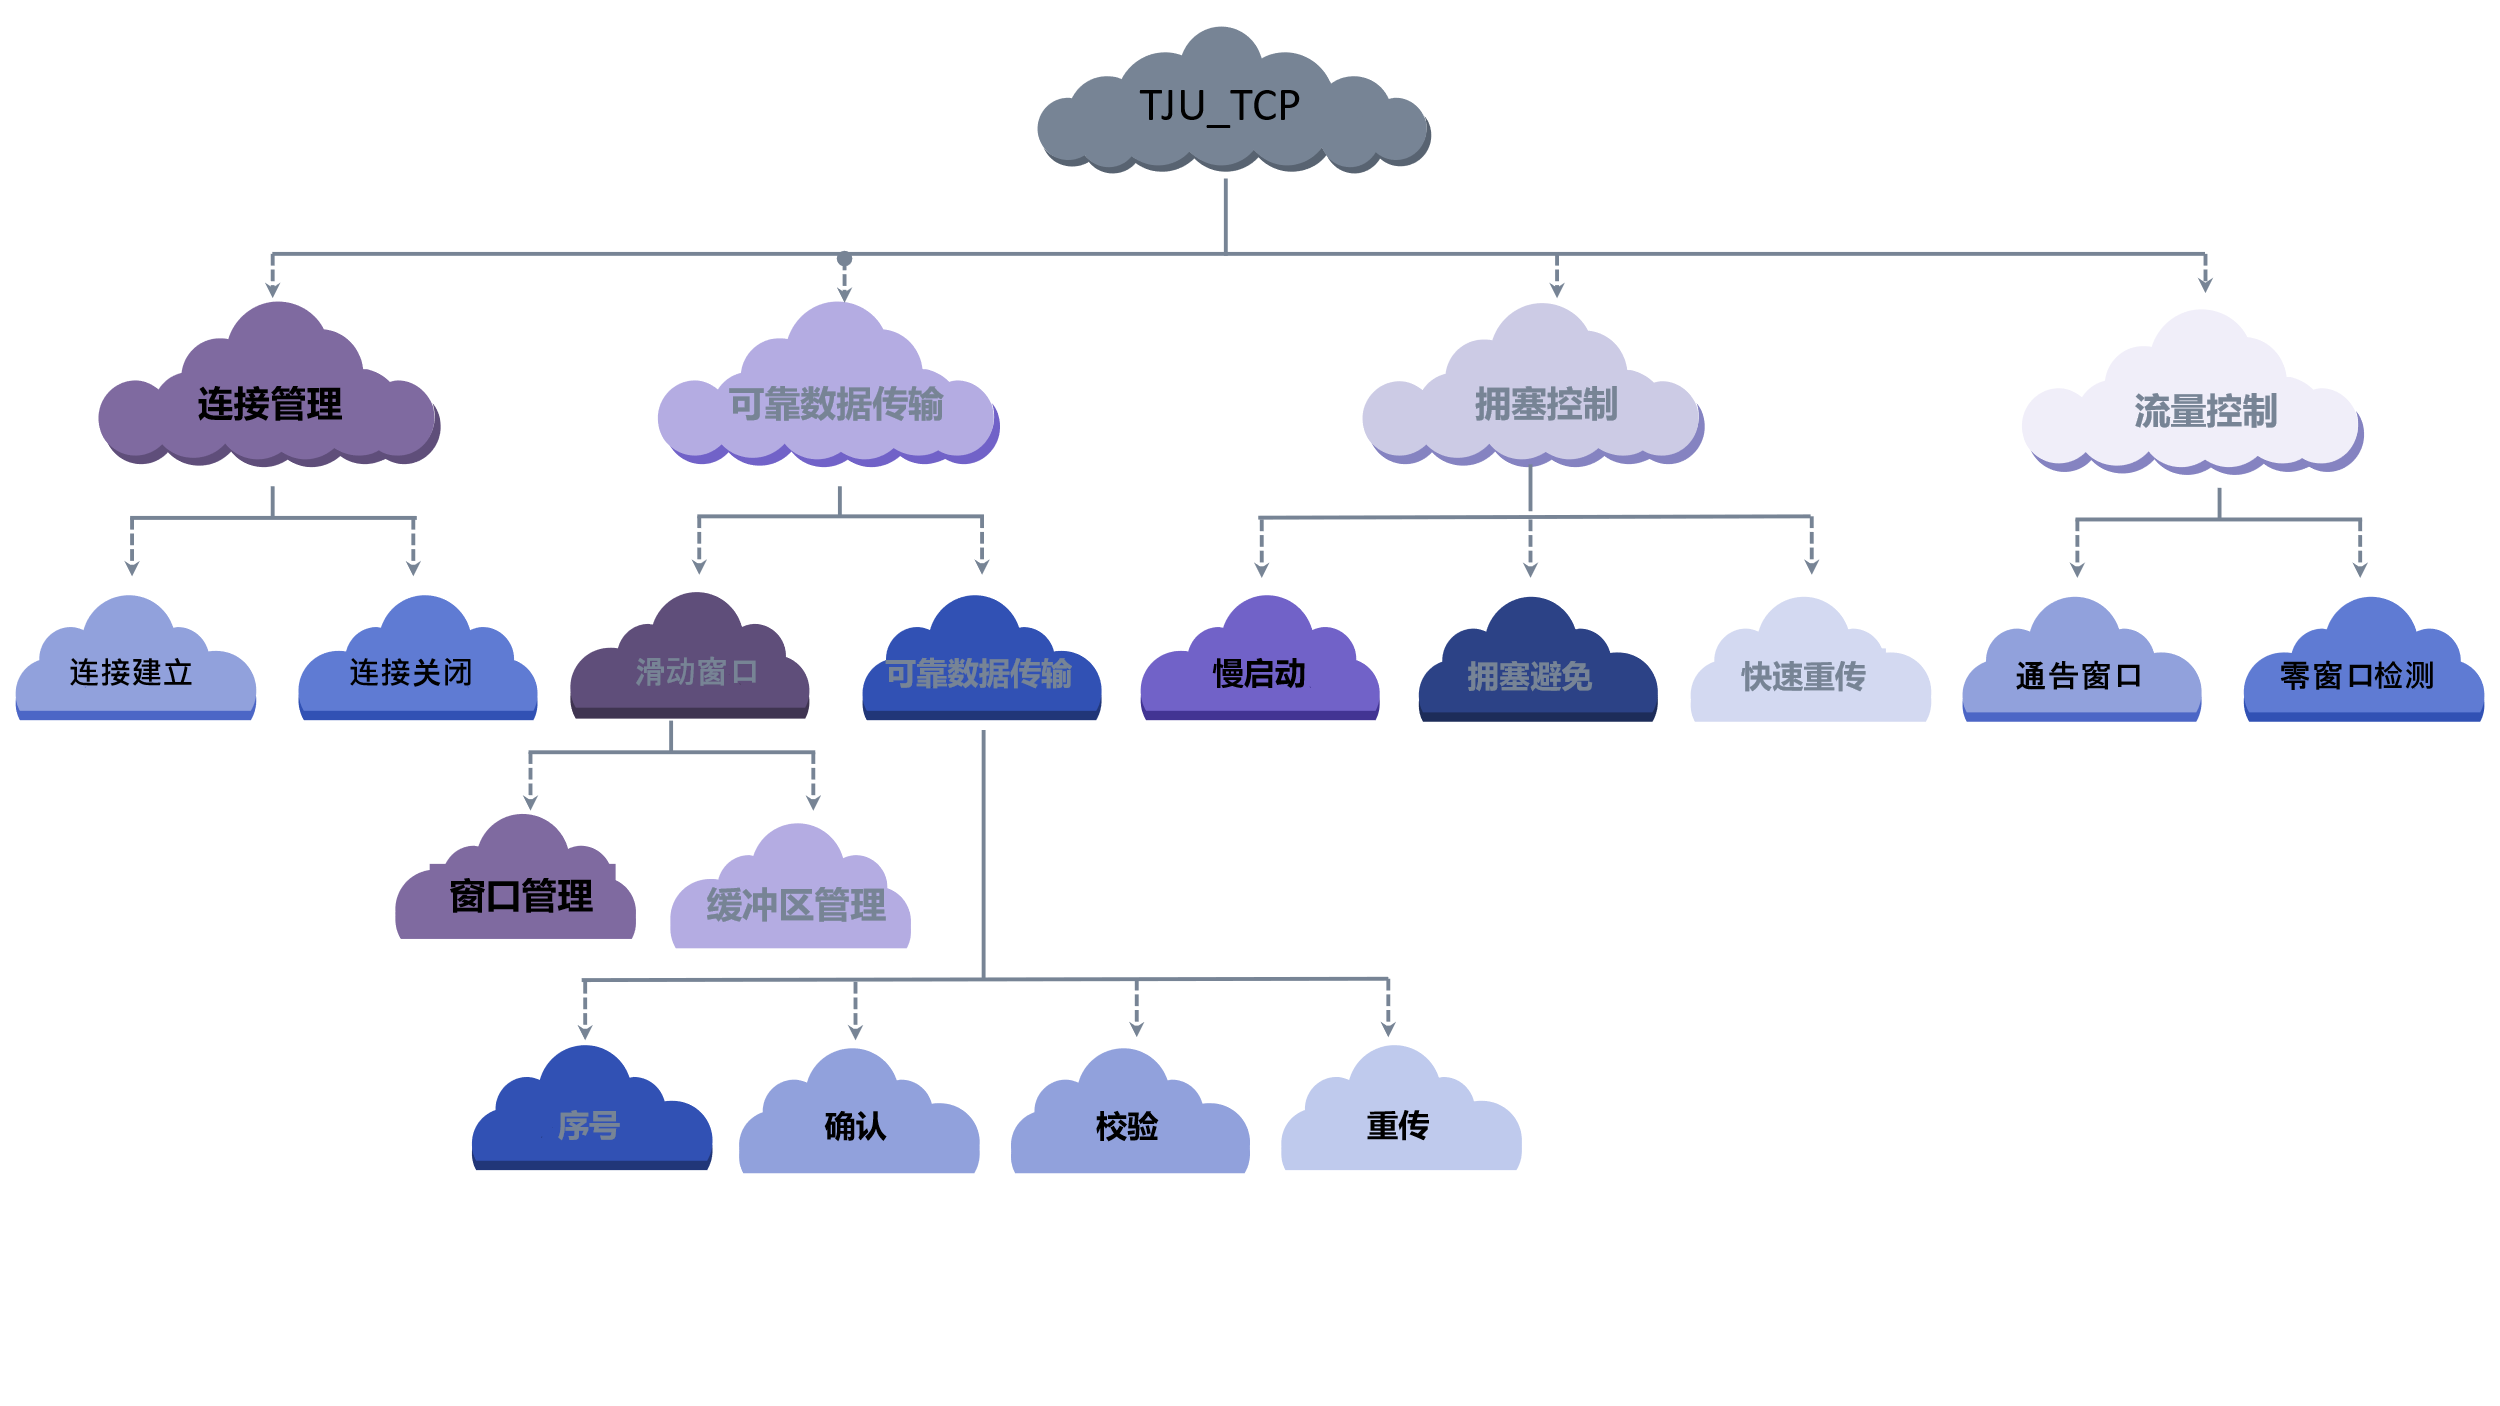 TJU_TCP
连接管理
可靠数据传输
拥塞控制
流量控制
连接建立
连接关闭
滑动窗口
可靠数据传输
慢启动
拥塞避免
快速重传
通告窗口
零窗口检测
窗口管理
缓冲区管理
序号
确认
校验
重传